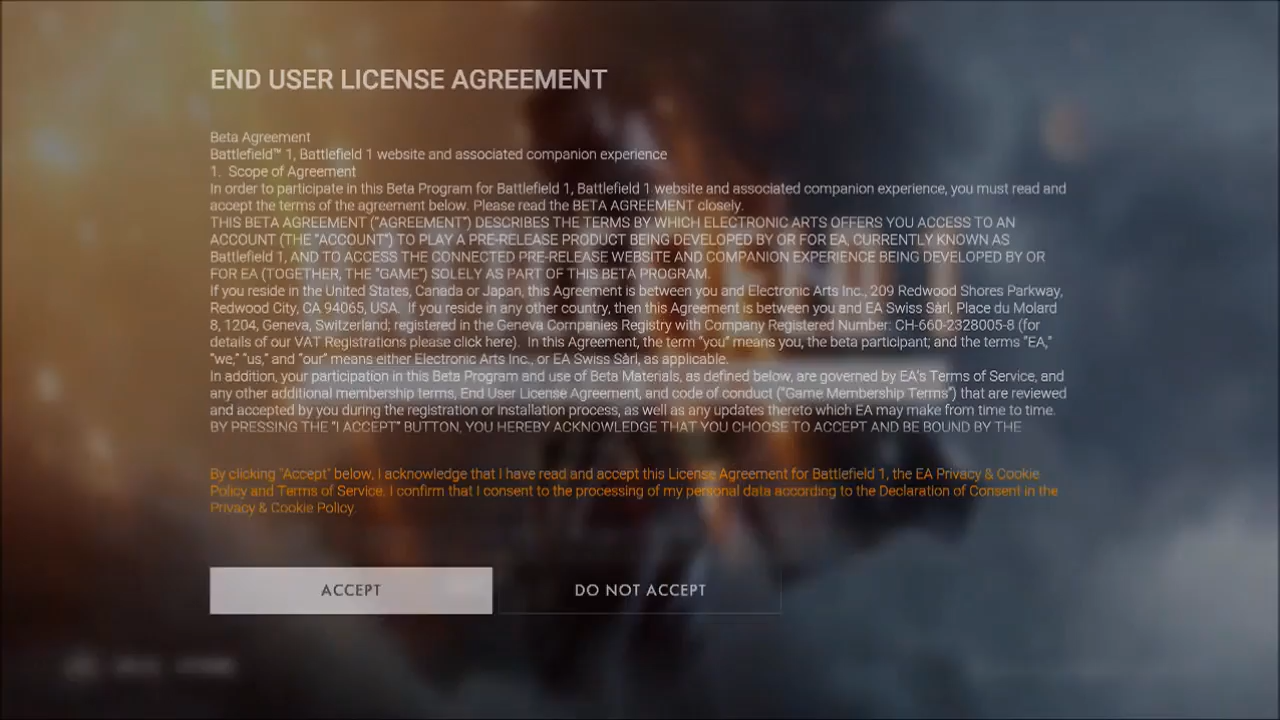 END USER LICENSE AGREEMENT
Beta Agreement
Battlefield™ 1, Battlefield 1 website and associated companion experience
1. Scope of Agreement
In order to participate in this Beta Program for Battlefield 1, Battlefield 1 website and associated companion experience, you must read and
accept the terms of the agreement below. Please read the BETA AGREEMENT closely.
THIS BETA AGREEMENT ("AGREEMENT") DESCRIBES THE TERMS BY WHICH ELECTRONIC ARTS OFFERS YOU ACCESS TO AN
ACCOUNT (THE "ACCOUNT") TO PLAY A PRE-RELEASE PRODUCT BEING DEVELOPED BY OR FOR EA, CURRENTLY KNOWN AS
Battlefield 1, AND TO ACCESS THE CONNECTED PRE-RELEASE WEBSITE AND COMPANION EXPERIENCE BEING DEVELOPED BY OR
FOR EA (TOGETHER, THE "GAME") SOLELY AS PART OF THIS BETA PROGRAM.
If you reside in the United States, Canada or Japan, this Agreement is between you and Electronic Arts Inc., 209 Redwood Shores Parkway,
Redwood City, CA 94065, USA. If you reside in any other country, then this Agreement is between you and EA Swiss Sàrl, Place du Molard
8, 1204, Geneva, Switzerland; registered in the Geneva Companies Registry with Company Registered Number: CH-660-2328005-8 (for
details of our VAT Registrations please click here). In this Agreement, the term "you" means you, the beta participant; and the terms "EA,"
"we," "us," and "our" means either Electronic Arts Inc., or EA Swiss Sàrl, as applicable.
In addition, your participation in this Beta Program and use of Beta Materials, as defined below, are governed by EA's Terms of Service, and
any other additional membership terms, End User License Agreement, and code of conduct ("Game Membership Terms") that are reviewed
and accepted by you during the registration or installation process, as well as any updates thereto which EA may make from time to time.
BY PRESSING THE "I ACCEPT" BUTTON, YOU HEREBY ACKNOWLEDGE THAT YOU CHOOSE TO ACCEPT AND BE BOUND BY THE
By clicking "Accept" below, I acknowledge that I have read and accept this License Agreement for Battlefield 1, the EA Privacy & Cookie
Policy and Terms of Service. I confirm that I consent to the processing of my personal data according to the Declaration of Consent in the
Privacy & Cookie Policy.
ACCEPT
DO NOT ACCEPT